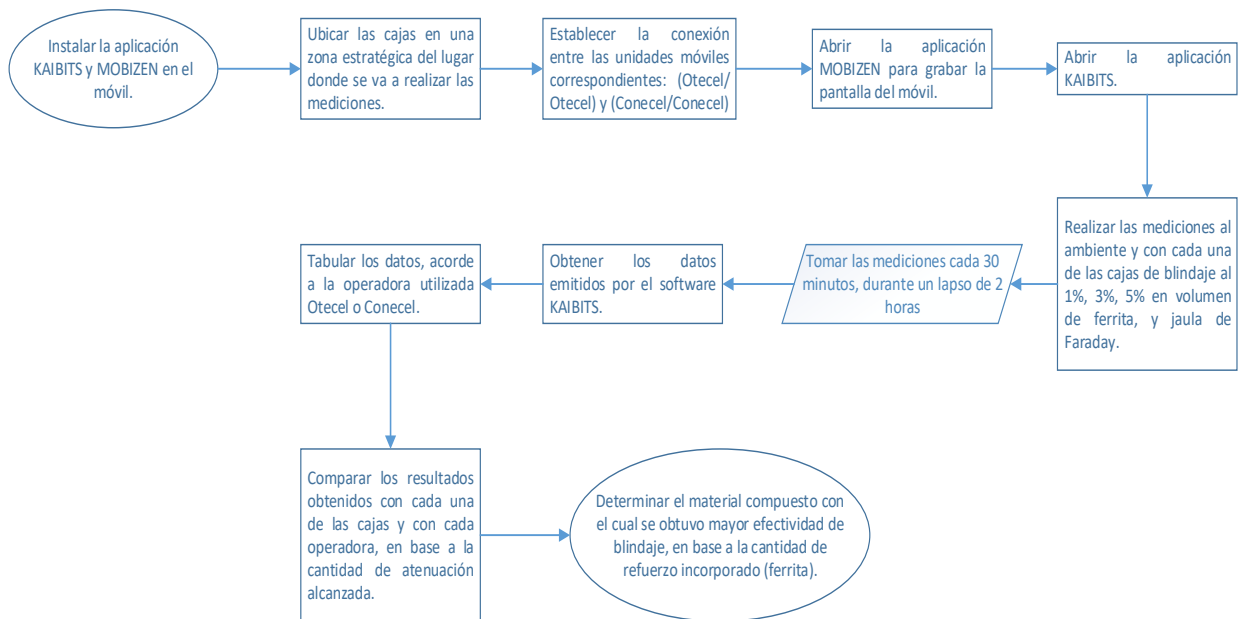 Instalar la aplicación
KAIBITS y MOBIZEN en el
móvil.
Ubicar las cajas en una
zona estratégica del lugar
donde se va a realizar las
mediciones.
Establecer la conexión
entre las unidades móviles
correspondientes: (Otecel/
Otecel) y (Conecel/Conecel)
Abrir la aplicación
MOBIZEN para grabar la
pantalla del móvil.
Abrir la aplicación
KAIBITS.
Realizar las mediciones al
ambiente y con cada una
de las cajas de blindaje al
1%, 3%, 5% en volumen
de ferrita, y jaula de
Faraday.
Tomar las mediciones cada 30
minutos, durante un lapso de 2
horas
Obtener los datos
emitidos por el software
KAIBITS.
Tabular los datos, acorde
a la operadora utilizada
Otecel o Conecel.
Comparar los resultados
obtenidos con cada una
de las cajas y con cada
operadora, en base a la
cantidad de atenuación
alcanzada.
Determinar el material compuesto con
el cual se obtuvo mayor efectividad de
blindaje, en base a la cantidad de
refuerzo incorporado (ferrita).